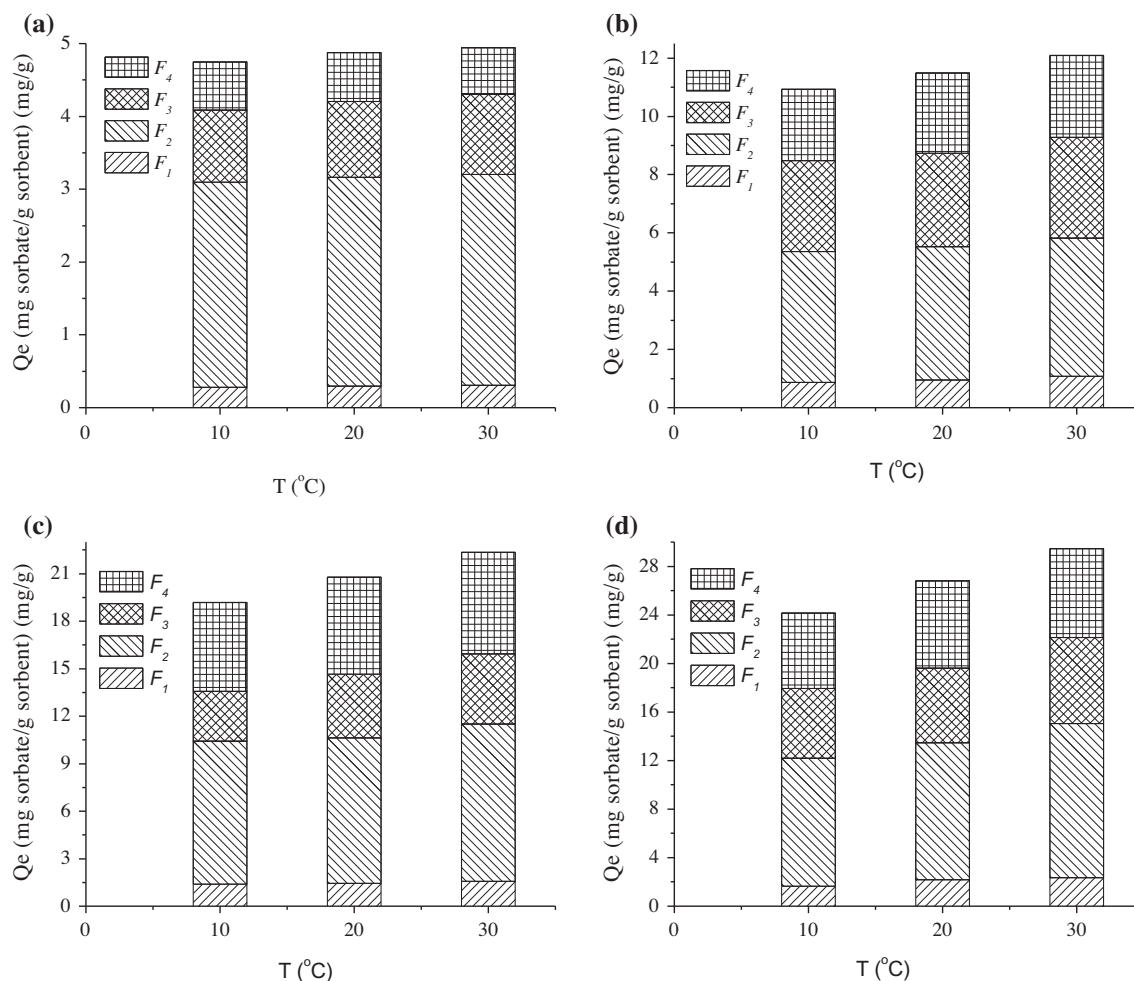 (a)
Qe (mg sorbate/g sorbent) (mg/g)
5
4
3
2
1
0
F4
F3
F2
F1
0 10 20 30
T (°C)
(b)
Qe (mg sorbate/g sorbent) (mg/g)
12
10
8
6
4
2
0
F4
F3
F2
F1
0 10 20 30
T (°C)
(c)
Qe (mg sorbate/g sorbent) (mg/g)
21
18
15
12
9
6
3
0
F4
F3
F2
F1
0 10 20 30
T (°C)
(d)
Qe (mg sorbate/g sorbent) (mg/g)
28
24
20
16
12
8
4
0
F4
F3
F2
F1
0 10 20 30
T (°C)